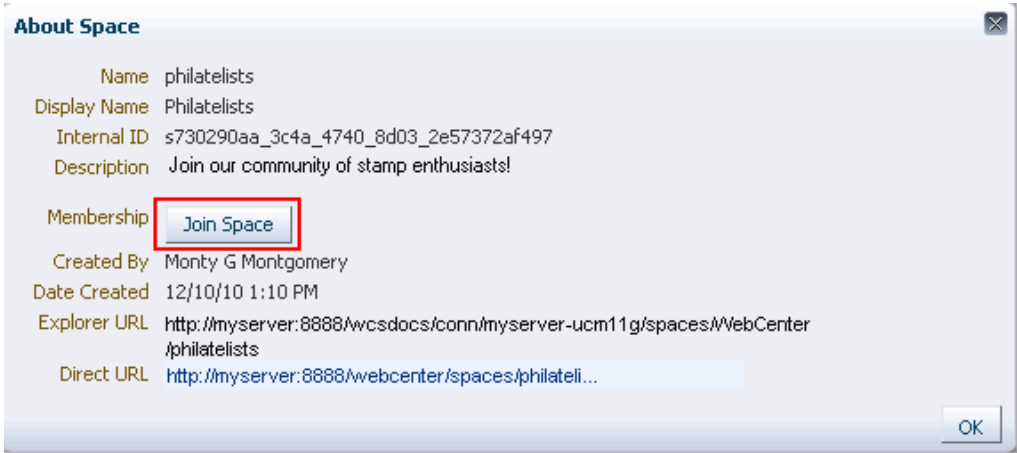 About Space
Name philatelists
Display Name Philatelists
Internal ID s730290aa_3c4a_4740_8d03_2e57372af497
Description Join our community of stamp enthusiasts!
Membership Join Space
Created By Monty G Montgomery
Date Created 12/10/10 1:10 PM
Explorer URL http://myserver:8888/wcsdocs/conn/myserver-ucm11g/spaces/WebCenter
/philatelists
Direct URL http://myserver:8888/webcenter/spaces/philateli...
OK